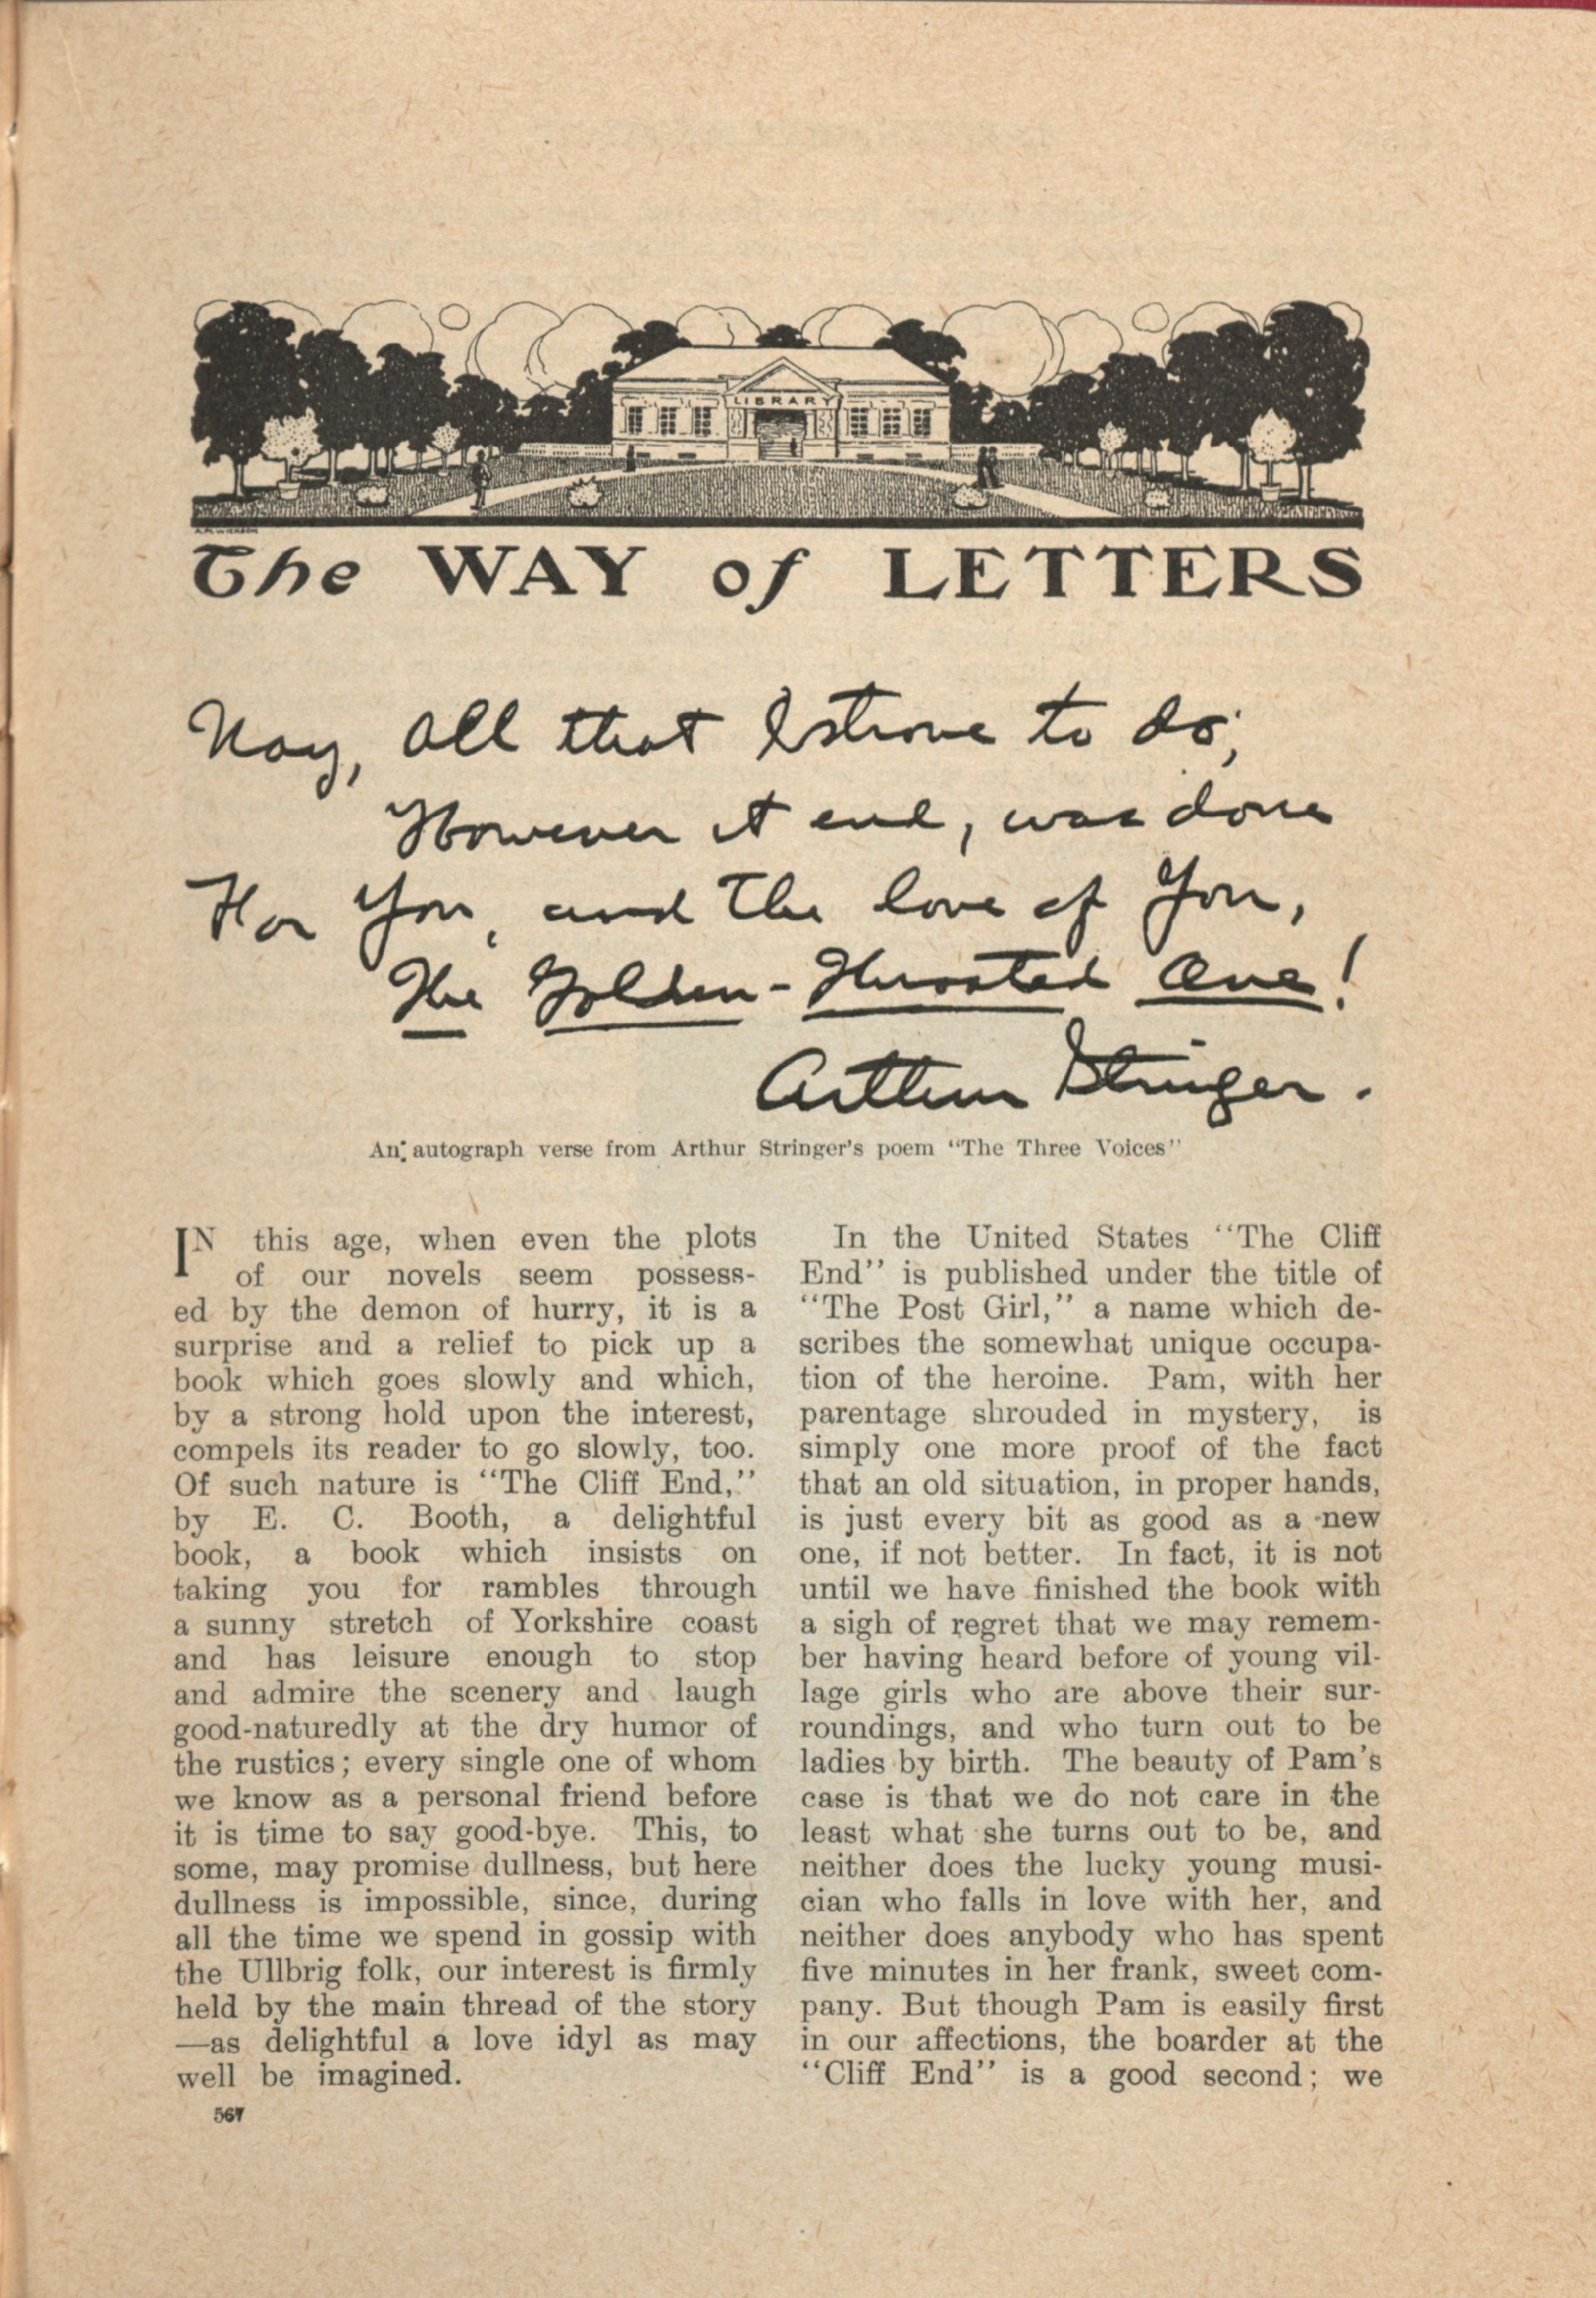 LIBRARY
The WAY of LETTERS
Nay, all that I strove to do,
However it end, was done
For You, and the love of You,
The Golden-Throated One!
Arthur Stringer.
An autograph verse from Arthur Stringer's poem "The Three Voices"
IN this age, when even the plots
of our novels seem possess-
ed by the demon of hurry, it is a
surprise and a relief to pick up a
book which goes slowly and which,
by a strong hold upon the interest,
compels its reader to go slowly, too.
Of such nature is "The Cliff End,"
by E. C. Booth, a delightful
book, a book which insists on
taking you for rambles through
a sunny stretch of Yorkshire coast
and has leisure enough to stop
and admire the scenery and laugh
good-naturedly at the dry humor of
the rustics; every single one of whom
we know as a personal friend before
it is time to say good-bye. This, to
some, may promise dullness, but here
dullness is impossible, since, during
all the time we spend in gossip with
the Ullbrig folk, our interest is firmly
held by the main thread of the story
—as delightful a love idyl as may
well be imagined.
In the United States "The Cliff
End" is published under the title of
"The Post Girl," a name which de-
scribes the somewhat unique occupa-
tion of the heroine. Pam, with her
parentage shrouded in mystery, is
simply one more proof of the fact
that an old situation, in proper hands,
is just every bit as good as a new
one, if not better. In fact, it is not
until we have finished the book with
a sigh of regret that we may remem-
ber having heard before of young vil-
lage girls who are above their sur-
roundings, and who turn out to be
ladies by birth. The beauty of Pam's
case is that we do not care in the
least what she turns out to be, and
neither does the lucky young musi-
cian who falls in love with her, and
neither does anybody who has spent
five minutes in her frank, sweet com-
pany. But though Pam is easily first
in our affections, the boarder at the
"Cliff End" is a good second; we
567